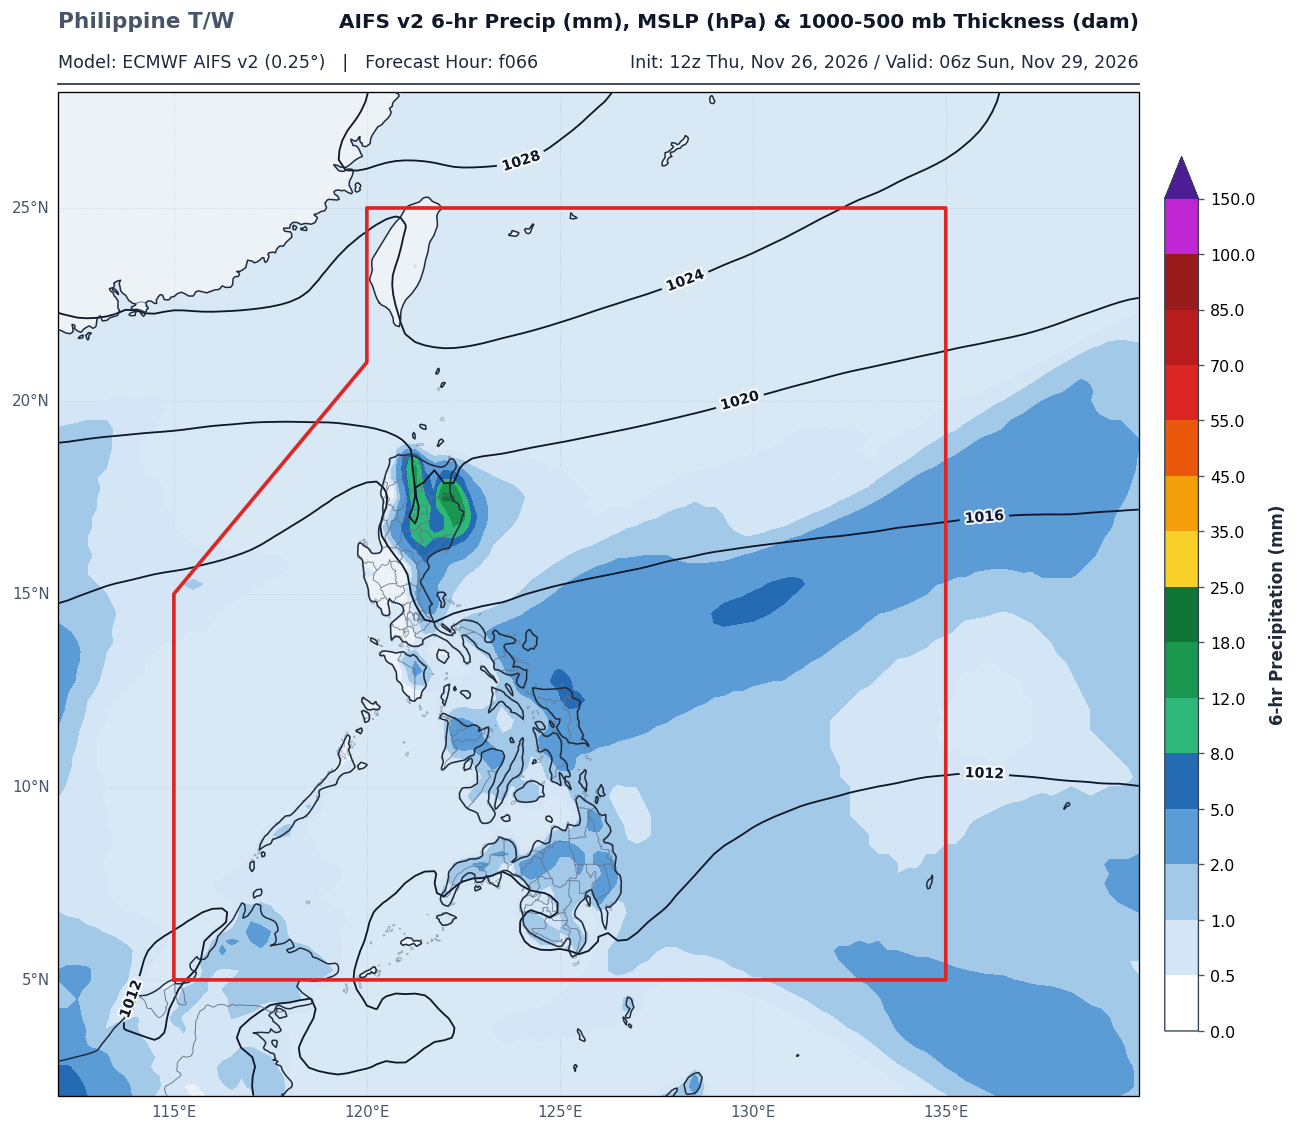 Philippine T/W
AIFS v2 6-hr Precip (mm), MSLP (hPa) & 1000-500 mb Thickness (dam)
Model: ECMWF AIFS v2 (0.25°) | Forecast Hour: f066
Init: 12z Thu, Nov 26, 2026 / Valid: 06z Sun, Nov 29, 2026
1028
1024
1020
1016
1012
1012
25°N
20°N
15°N
10°N
5°N
115°E
120°E
125°E
130°E
135°E
150.0
100.0
85.0
70.0
55.0
45.0
35.0
25.0
18.0
12.0
8.0
5.0
2.0
1.0
0.5
0.0
6-hr Precipitation (mm)